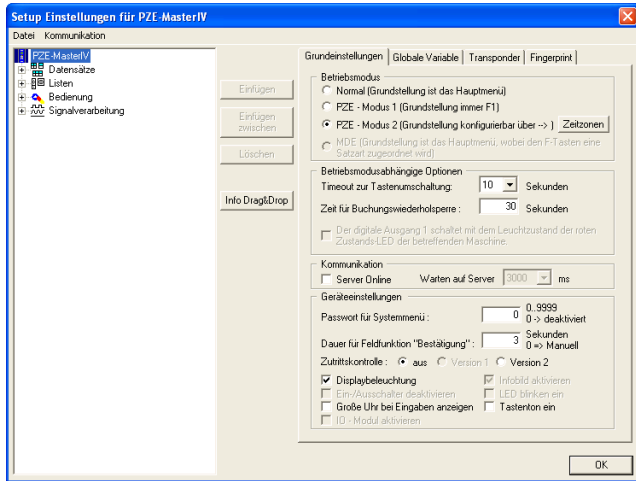 Setup Einstellungen für PZE-MasterIV
Datei Kommunikation
PZE-MasterIV
Datensätze
Listen
Bedienung
Signalverarbeitung
Einfügen
Einfügen
zwischen
Löschen
Info Drag&Drop
Grundeinstellungen Globale Variable Transponder Fingerprint
Betriebsmodus
Normal (Grundstellung ist das Hauptmenü)
PZE - Modus 1 (Grundstellung immer F1)
PZE - Modus 2 (Grundstellung konfigurierbar über --> ) Zeitzonen
MDE (Grundstellung ist das Hauptmenü, wobei den F-Tasten eine
Satzart zugeordnet wird)
Betriebsmodusabhängige Optionen
Timeout zur Tastenumschaltung: 10 Sekunden
Zeit für Buchungswiederholsperre : 30 Sekunden
Der digitale Ausgang 1 schaltet mit dem Leuchtzustand der roten
Zustands-LED der betreffenden Maschine.
Kommunikation
Server Online Warten auf Server 3000 ms
Geräteeinstellungen
Passwort für Systemmenü : 0 0..9999
0 -> deaktiviert
Dauer für Feldfunktion "Bestätigung" : 3 Sekunden
0 => Manuell
Zutrittskontrolle : aus Version 1 Version 2
Displaybeleuchtung Infobild aktivieren
Ein-/Ausschalter deaktivieren LED blinken ein
Große Uhr bei Eingaben anzeigen Tastenton ein
IO - Modul aktivieren
OK